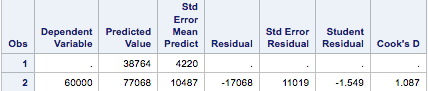 Obs Dependent Variable Predicted Value Std Error Mean Predict Residual Std Error Residual Student Residual Cook's D
1 . 38764 4220 . . . .
2 60000 77068 10487 -17068 11019 -1.549 1.087